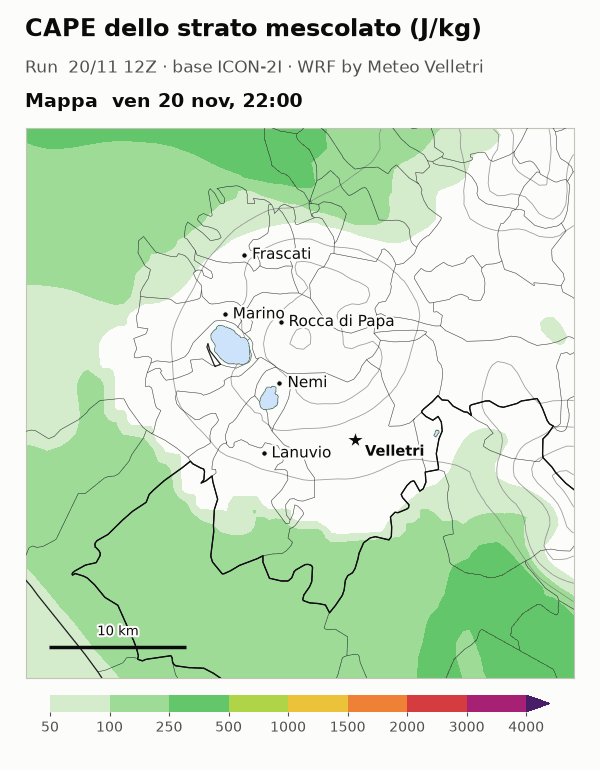 CAPE dello strato mescolato (J/kg)
Run  20/11 12Z · base ICON-2I · WRF by Meteo Velletri
Mappa  ven 20 nov, 22:00
Frascati
Marino
Rocca di Papa
Nemi
Velletri
Lanuvio
10 km
50 100 250 500 1000 1500 2000 3000 4000